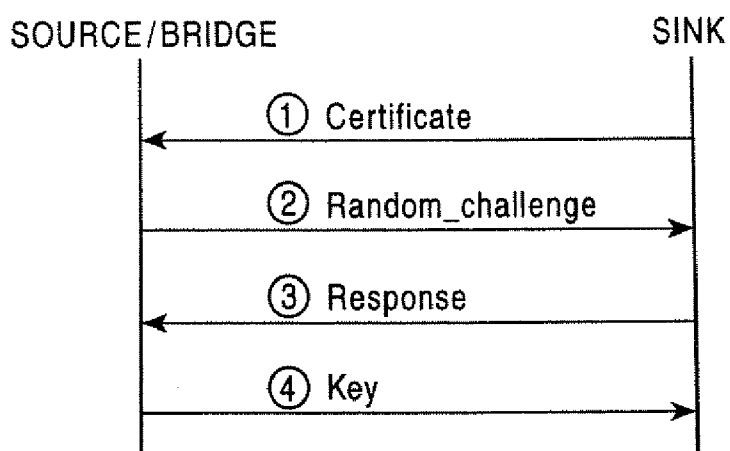 SOURCE/BRIDGE SINK
① Certificate
② Random_challenge
③ Response
④ Key